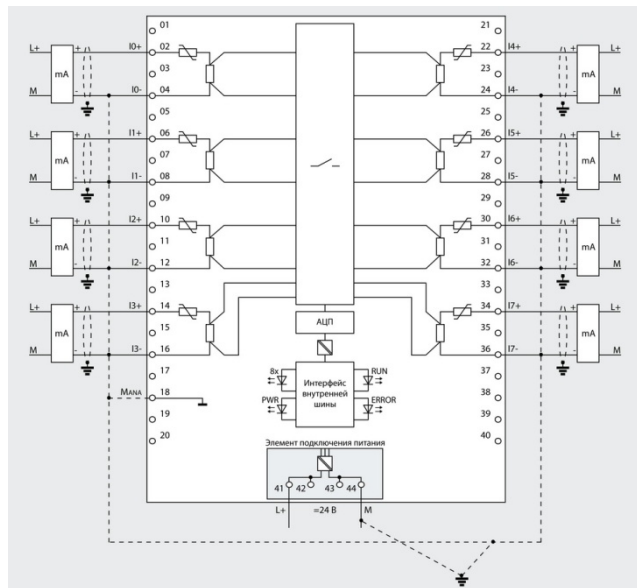 01 21
L+ + I0+ 02 22 I4+ + L+
mA 03 23 mA
M - I0- 04 24 I4- - M
05 25
L+ + I1+ 06 26 I5+ + L+
mA 07 27 mA
M - I1- 08 28 I5- - M
09 29
L+ + I2+ 10 30 I6+ + L+
mA 11 31 mA
M - I2- 12 32 I6- - M
13 33
L+ + I3+ 14 34 I7+ + L+
АЦП
mA 15 35 mA
M - I3- 16 36 I7- - M
8x RUN
17 37
Интерфейс
внутренней
шины
MANA 18 38
PWR ERROR
19 39
20 40
Элемент подключения питания
41 42 43 44
L+ =24 В M